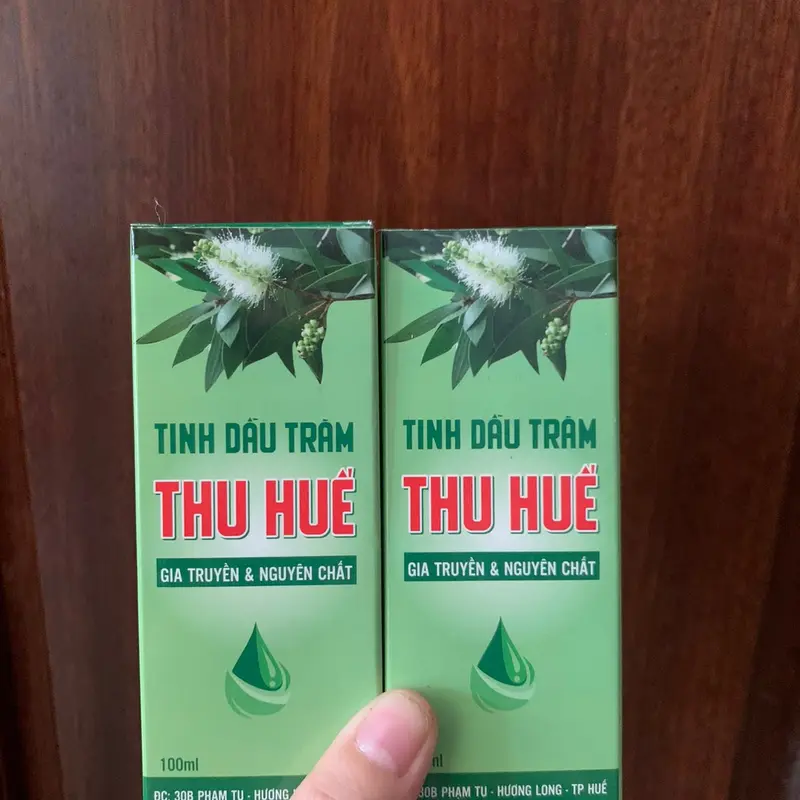 TINH DẦU TRÀM
THU HUẾ
GIA TRUYỀN & NGUYÊN CHẤT
100ml
ĐC: 30B PHẠM TU - HƯƠNG
TINH DẦU TRÀM
THU HUẾ
GIA TRUYỀN & NGUYÊN CHẤT
30B PHẠM TU - HƯƠNG LONG - TP HUẾ